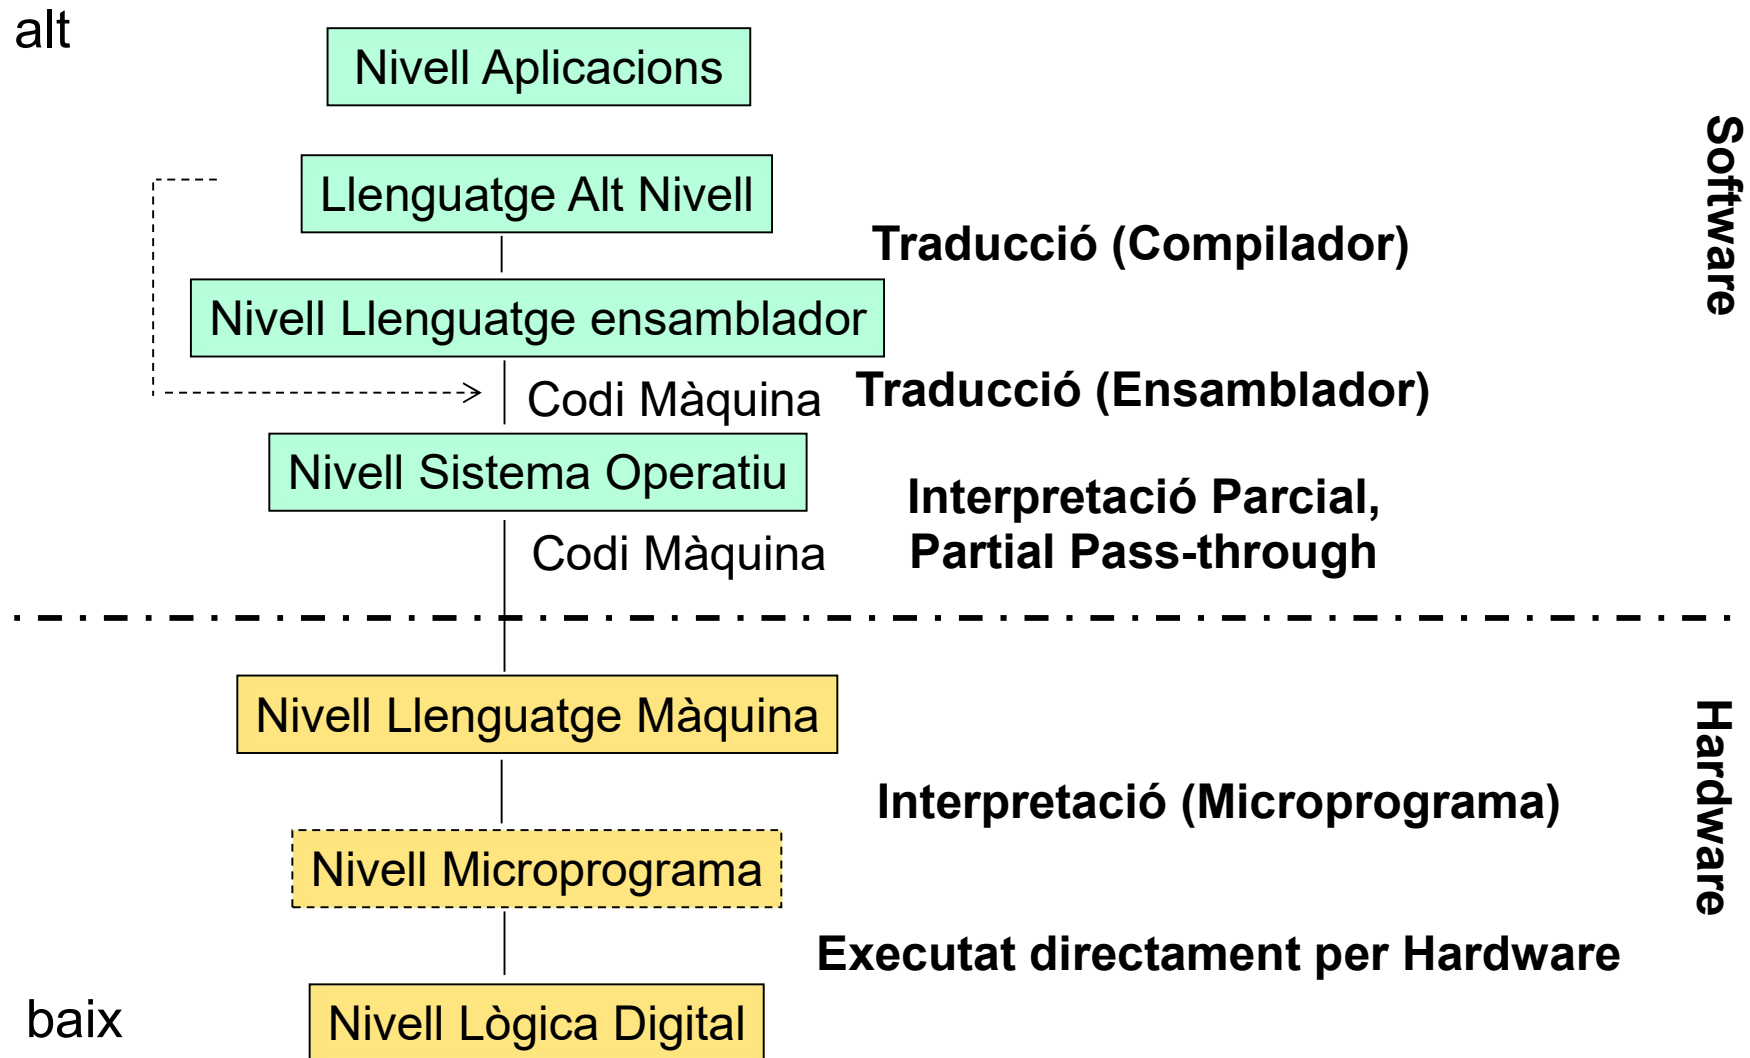 alt
Nivell Aplicacions
Llenguatge Alt Nivell
Traducció (Compilador)
Nivell Llenguatge ensamblador
Codi Màquina
Traducció (Ensamblador)
Nivell Sistema Operatiu
Interpretació Parcial,
Partial Pass-through
Codi Màquina
Software
Nivell Llenguatge Màquina
Interpretació (Microprograma)
Nivell Microprograma
Executat directament per Hardware
Nivell Lògica Digital
Hardware
baix